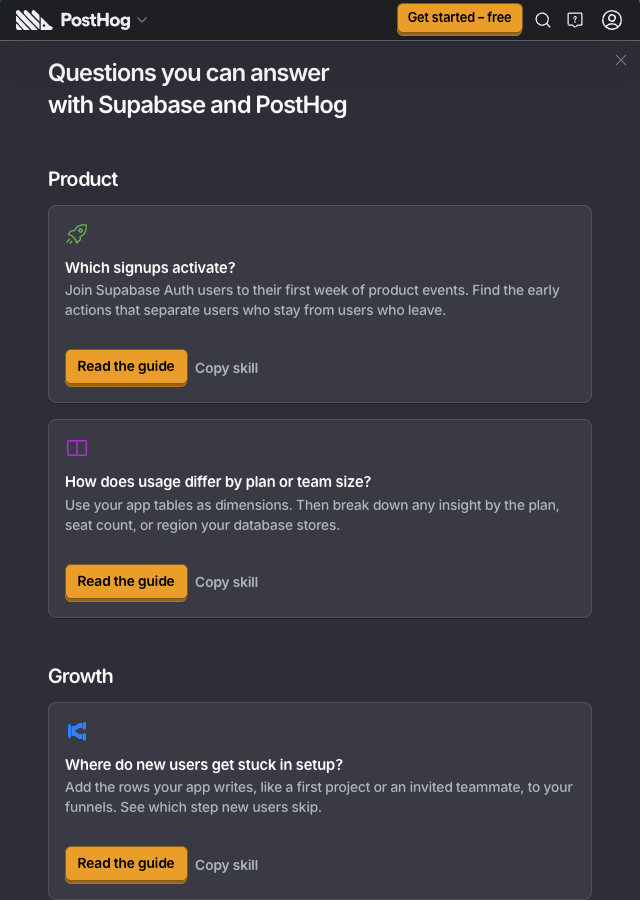 PostHog
Get started – free
Questions you can answer
with Supabase and PostHog
Product
Which signups activate?
Join Supabase Auth users to their first week of product events. Find the early
actions that separate users who stay from users who leave.
Read the guide
Copy skill
How does usage differ by plan or team size?
Use your app tables as dimensions. Then break down any insight by the plan,
seat count, or region your database stores.
Read the guide
Copy skill
Growth
Where do new users get stuck in setup?
Add the rows your app writes, like a first project or an invited teammate, to your
funnels. See which step new users skip.
Read the guide
Copy skill